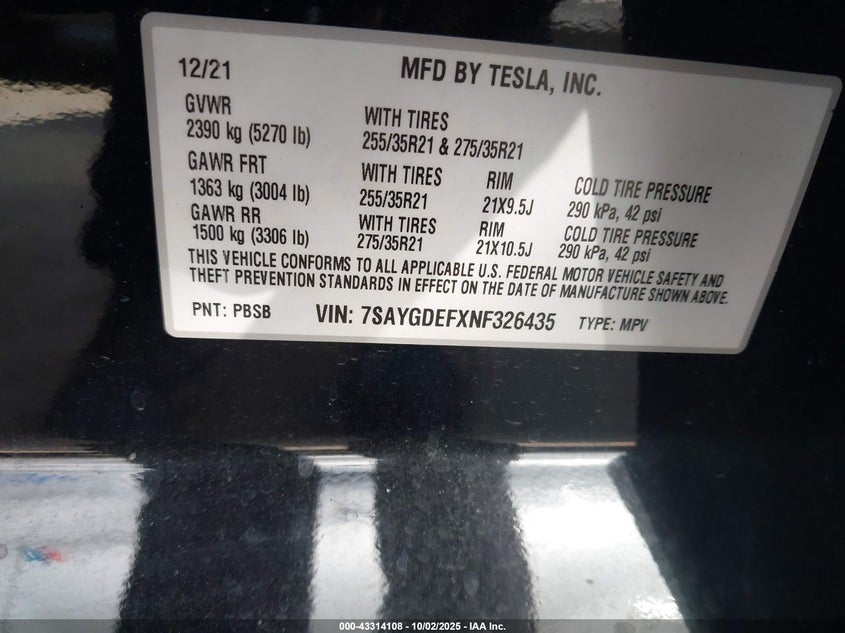 12/21 MFD BY TESLA, INC.
GVWR
2390 kg (5270 lb)
WITH TIRES
255/35R21 & 275/35R21
GAWR FRT
1363 kg (3004 lb)
WITH TIRES
255/35R21
RIM
21X9.5J
COLD TIRE PRESSURE
290 kPa, 42 psi
GAWR RR
1500 kg (3306 lb)
WITH TIRES
275/35R21
RIM
21X10.5J
COLD TIRE PRESSURE
290 kPa, 42 psi
THIS VEHICLE CONFORMS TO ALL APPLICABLE U.S. FEDERAL MOTOR VEHICLE SAFETY AND
THEFT PREVENTION STANDARDS IN EFFECT ON THE DATE OF MANUFACTURE SHOWN ABOVE.
PNT: PBSB VIN: 7SAYGDEFXNF326435 TYPE: MPV
000-43314108 - 10/02/2025 - IAA Inc.